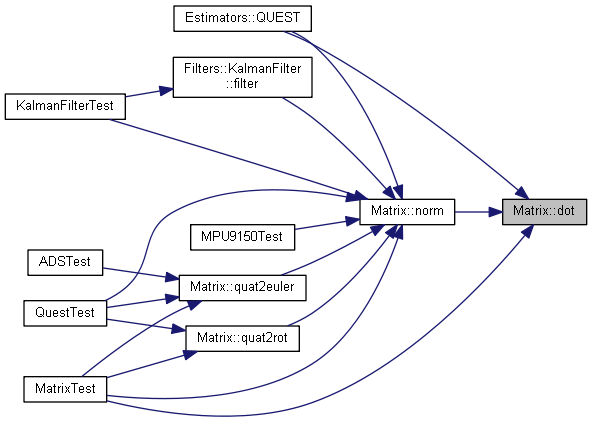 Estimators::QUEST
Filters::KalmanFilter
::filter
KalmanFilterTest
Matrix::norm
Matrix::dot
MPU9150Test
ADSTest
Matrix::quat2euler
QuestTest
Matrix::quat2rot
MatrixTest